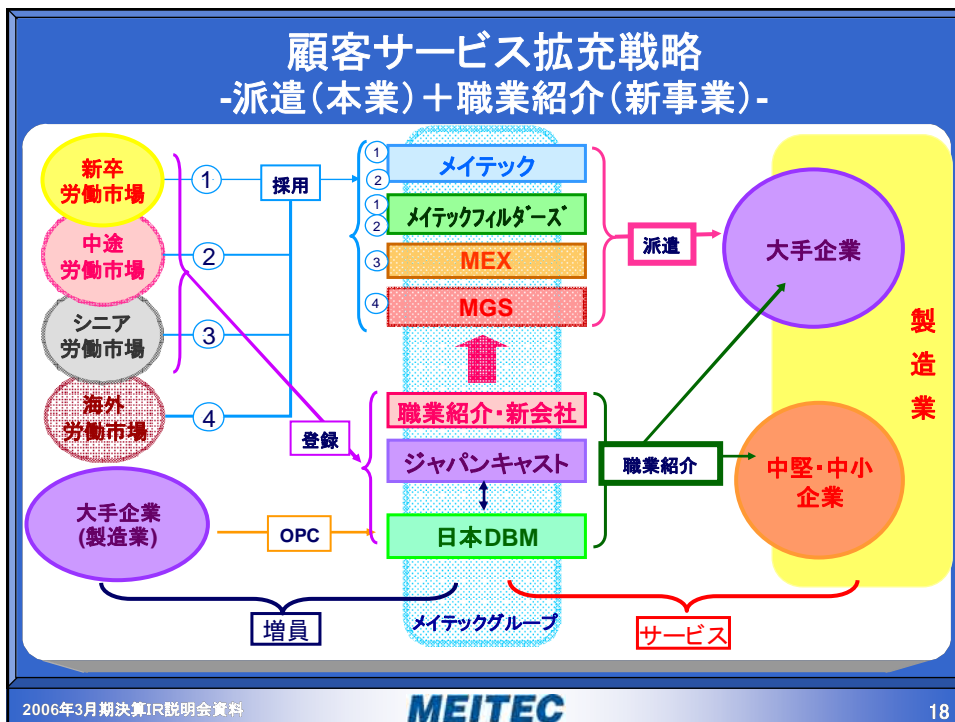 顧客サービス拡充戦略
-派遣(本業)+職業紹介(新事業)-
新卒
労働市場
1
採用
中途
労働市場
2
シニア
労働市場
3
海外
労働市場
4
登録
大手企業
(製造業)
OPC
1
2
メイテック
1
2
メイテックフィルダーズ
3
MEX
4
MGS
職業紹介・新会社
ジャパンキャスト
日本DBM
派遣
職業紹介
大手企業
中堅・中小
企業
製造業
増員
メイテックグループ
サービス
2006年3月期決算IR説明会資料
MEITEC
18